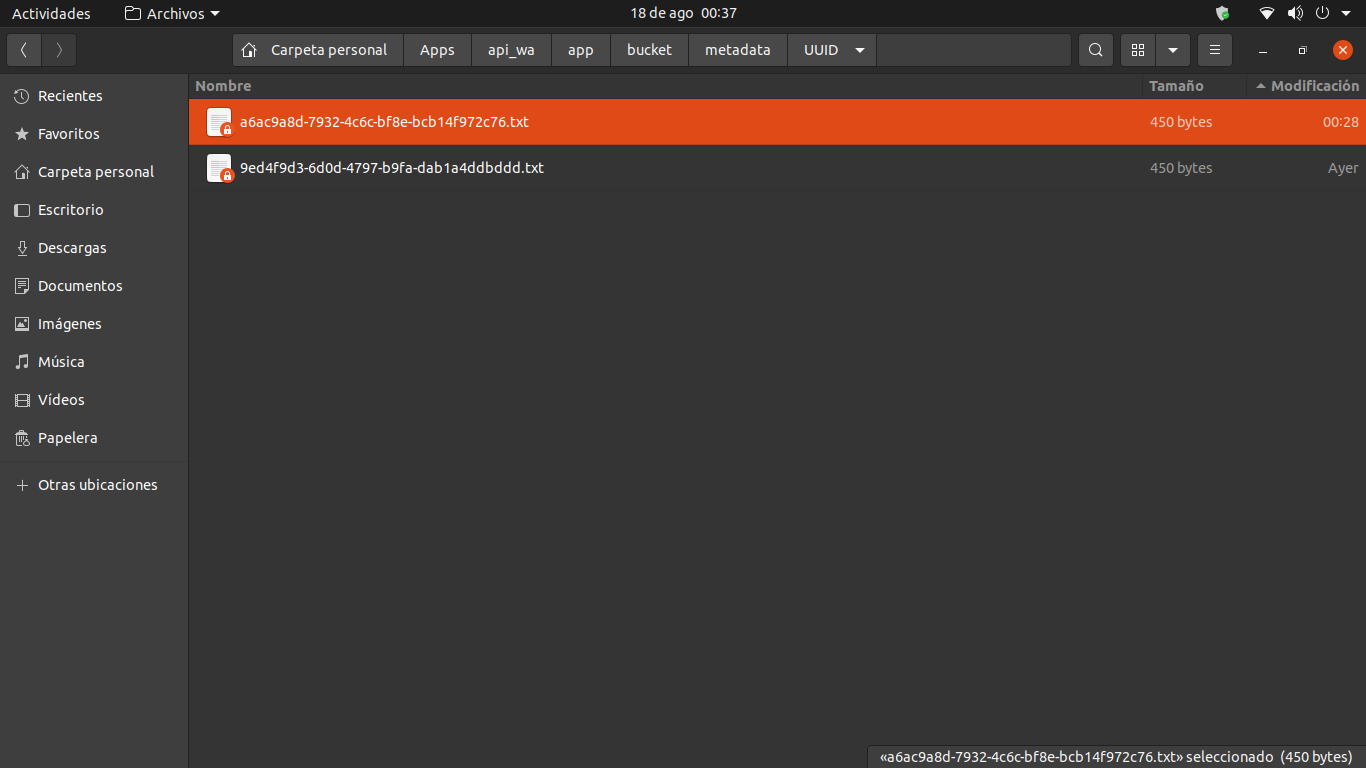 Actividades Archivos 18 de ago 00:37
Carpeta personal Apps api_wa app bucket metadata UUID
Nombre Tamaño Modificación
Recientes
a6ac9a8d-7932-4c6c-bf8e-bcb14f972c76.txt 450 bytes 00:28
Favoritos
9ed4f9d3-6d0d-4797-b9fa-dab1a4ddbddd.txt 450 bytes Ayer
Carpeta personal
Escritorio
Descargas
Documentos
Imágenes
Música
Vídeos
Papelera
Otras ubicaciones
«a6ac9a8d-7932-4c6c-bf8e-bcb14f972c76.txt» seleccionado (450 bytes)